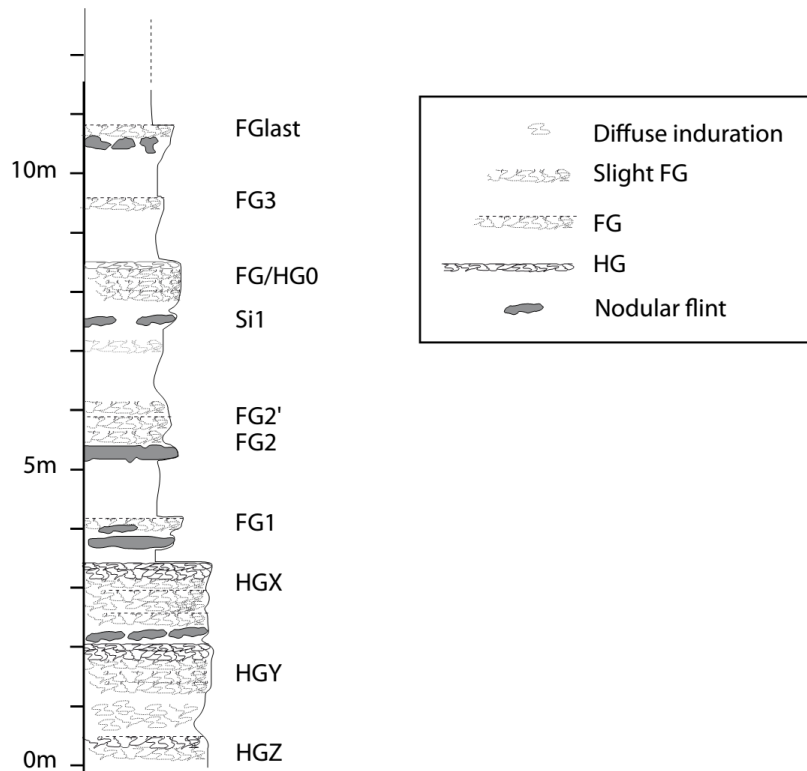 FGlast
10m
FG3
FG/HG0
Si1
FG2'
FG2
5m
FG1
HGX
HGY
HGZ
0m
Diffuse induration
Slight FG
FG
HG
Nodular flint